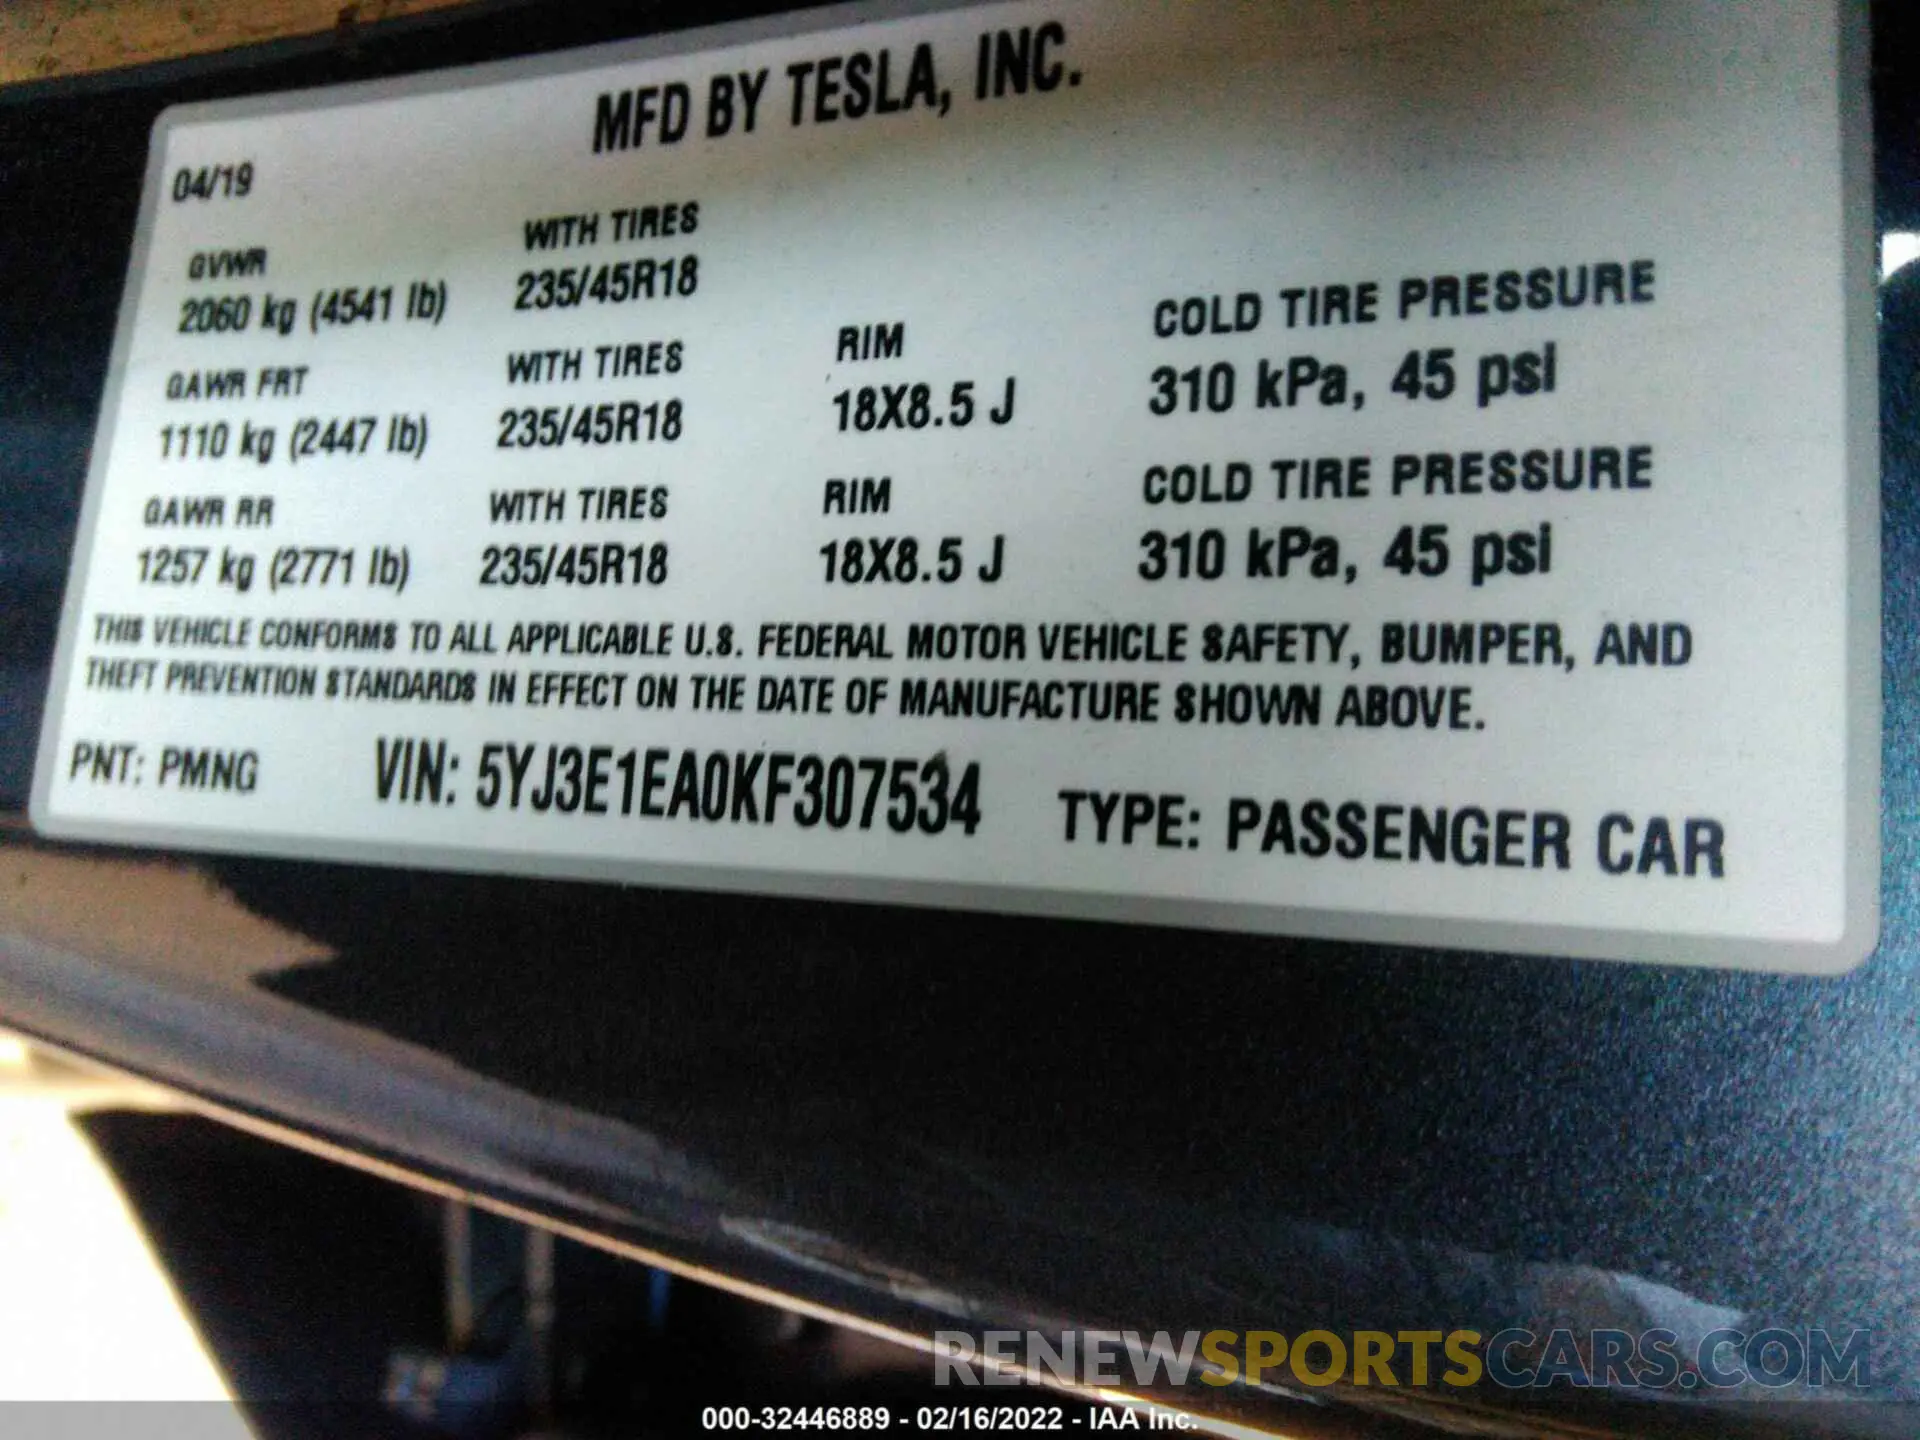 MFD BY TESLA, INC.
04/19
GVWR WITH TIRES
2060 kg (4541 lb) 235/45R18
GAWR FRT WITH TIRES RIM COLD TIRE PRESSURE
1110 kg (2447 lb) 235/45R18 18X8.5 J 310 kPa, 45 psi
GAWR RR WITH TIRES RIM COLD TIRE PRESSURE
1257 kg (2771 lb) 235/45R18 18X8.5 J 310 kPa, 45 psi
THIS VEHICLE CONFORMS TO ALL APPLICABLE U.S. FEDERAL MOTOR VEHICLE SAFETY, BUMPER, AND
THEFT PREVENTION STANDARDS IN EFFECT ON THE DATE OF MANUFACTURE SHOWN ABOVE.
PNT: PMNG VIN: 5YJ3E1EA0KF307534 TYPE: PASSENGER CAR
RENEWSPORTSCARS.COM
000-32446889 - 02/16/2022 - IAA Inc.